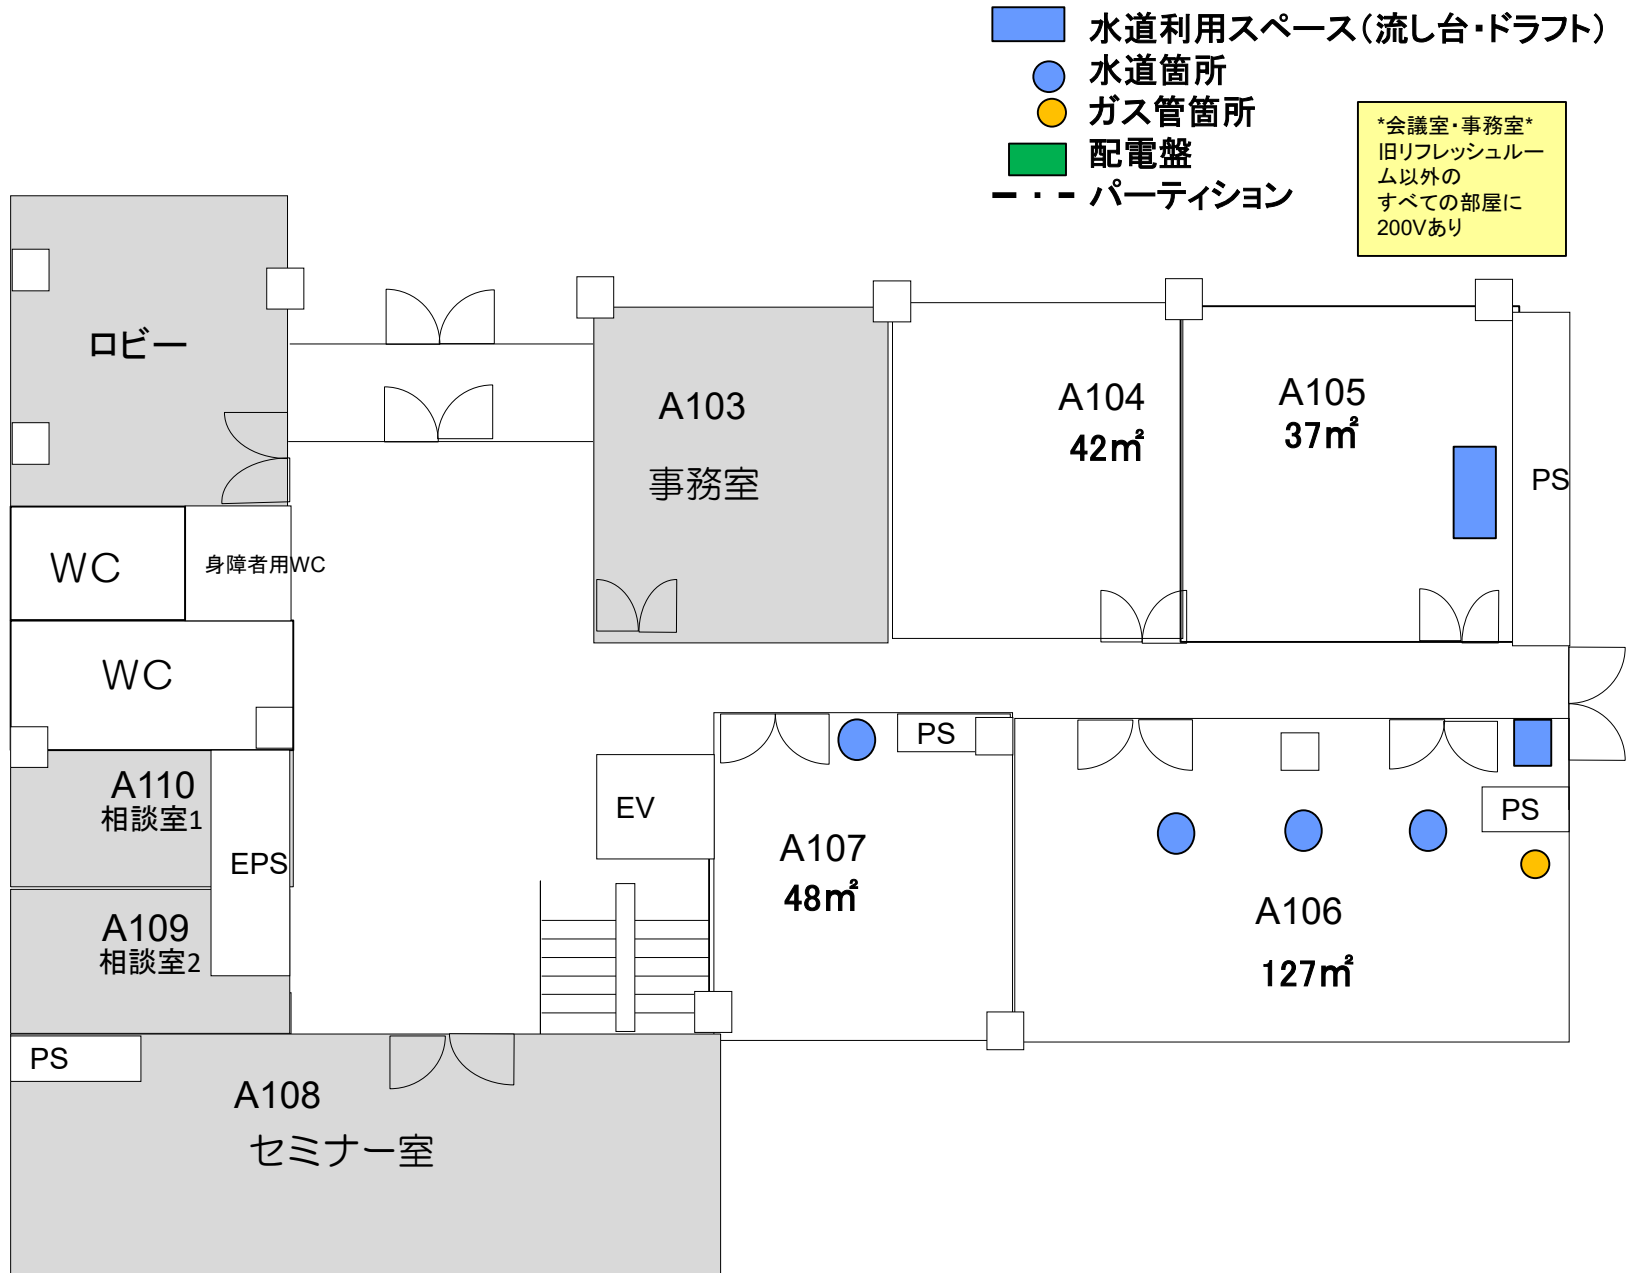 水道利用スペース（流し台・ドラフト）
水道箇所
ガス管箇所
配電盤
パーティション
*会議室・事務室*
旧リフレッシュルー
ム以外の
すべての部屋に
200Vあり
ロビー
A103
事務室
A104
42㎡
A105
37㎡
PS
WC
身障者用WC
WC
PS
EV
PS
A110
相談室1
EPS
A107
48㎡
A106
127㎡
A109
相談室2
PS
A108
セミナー室